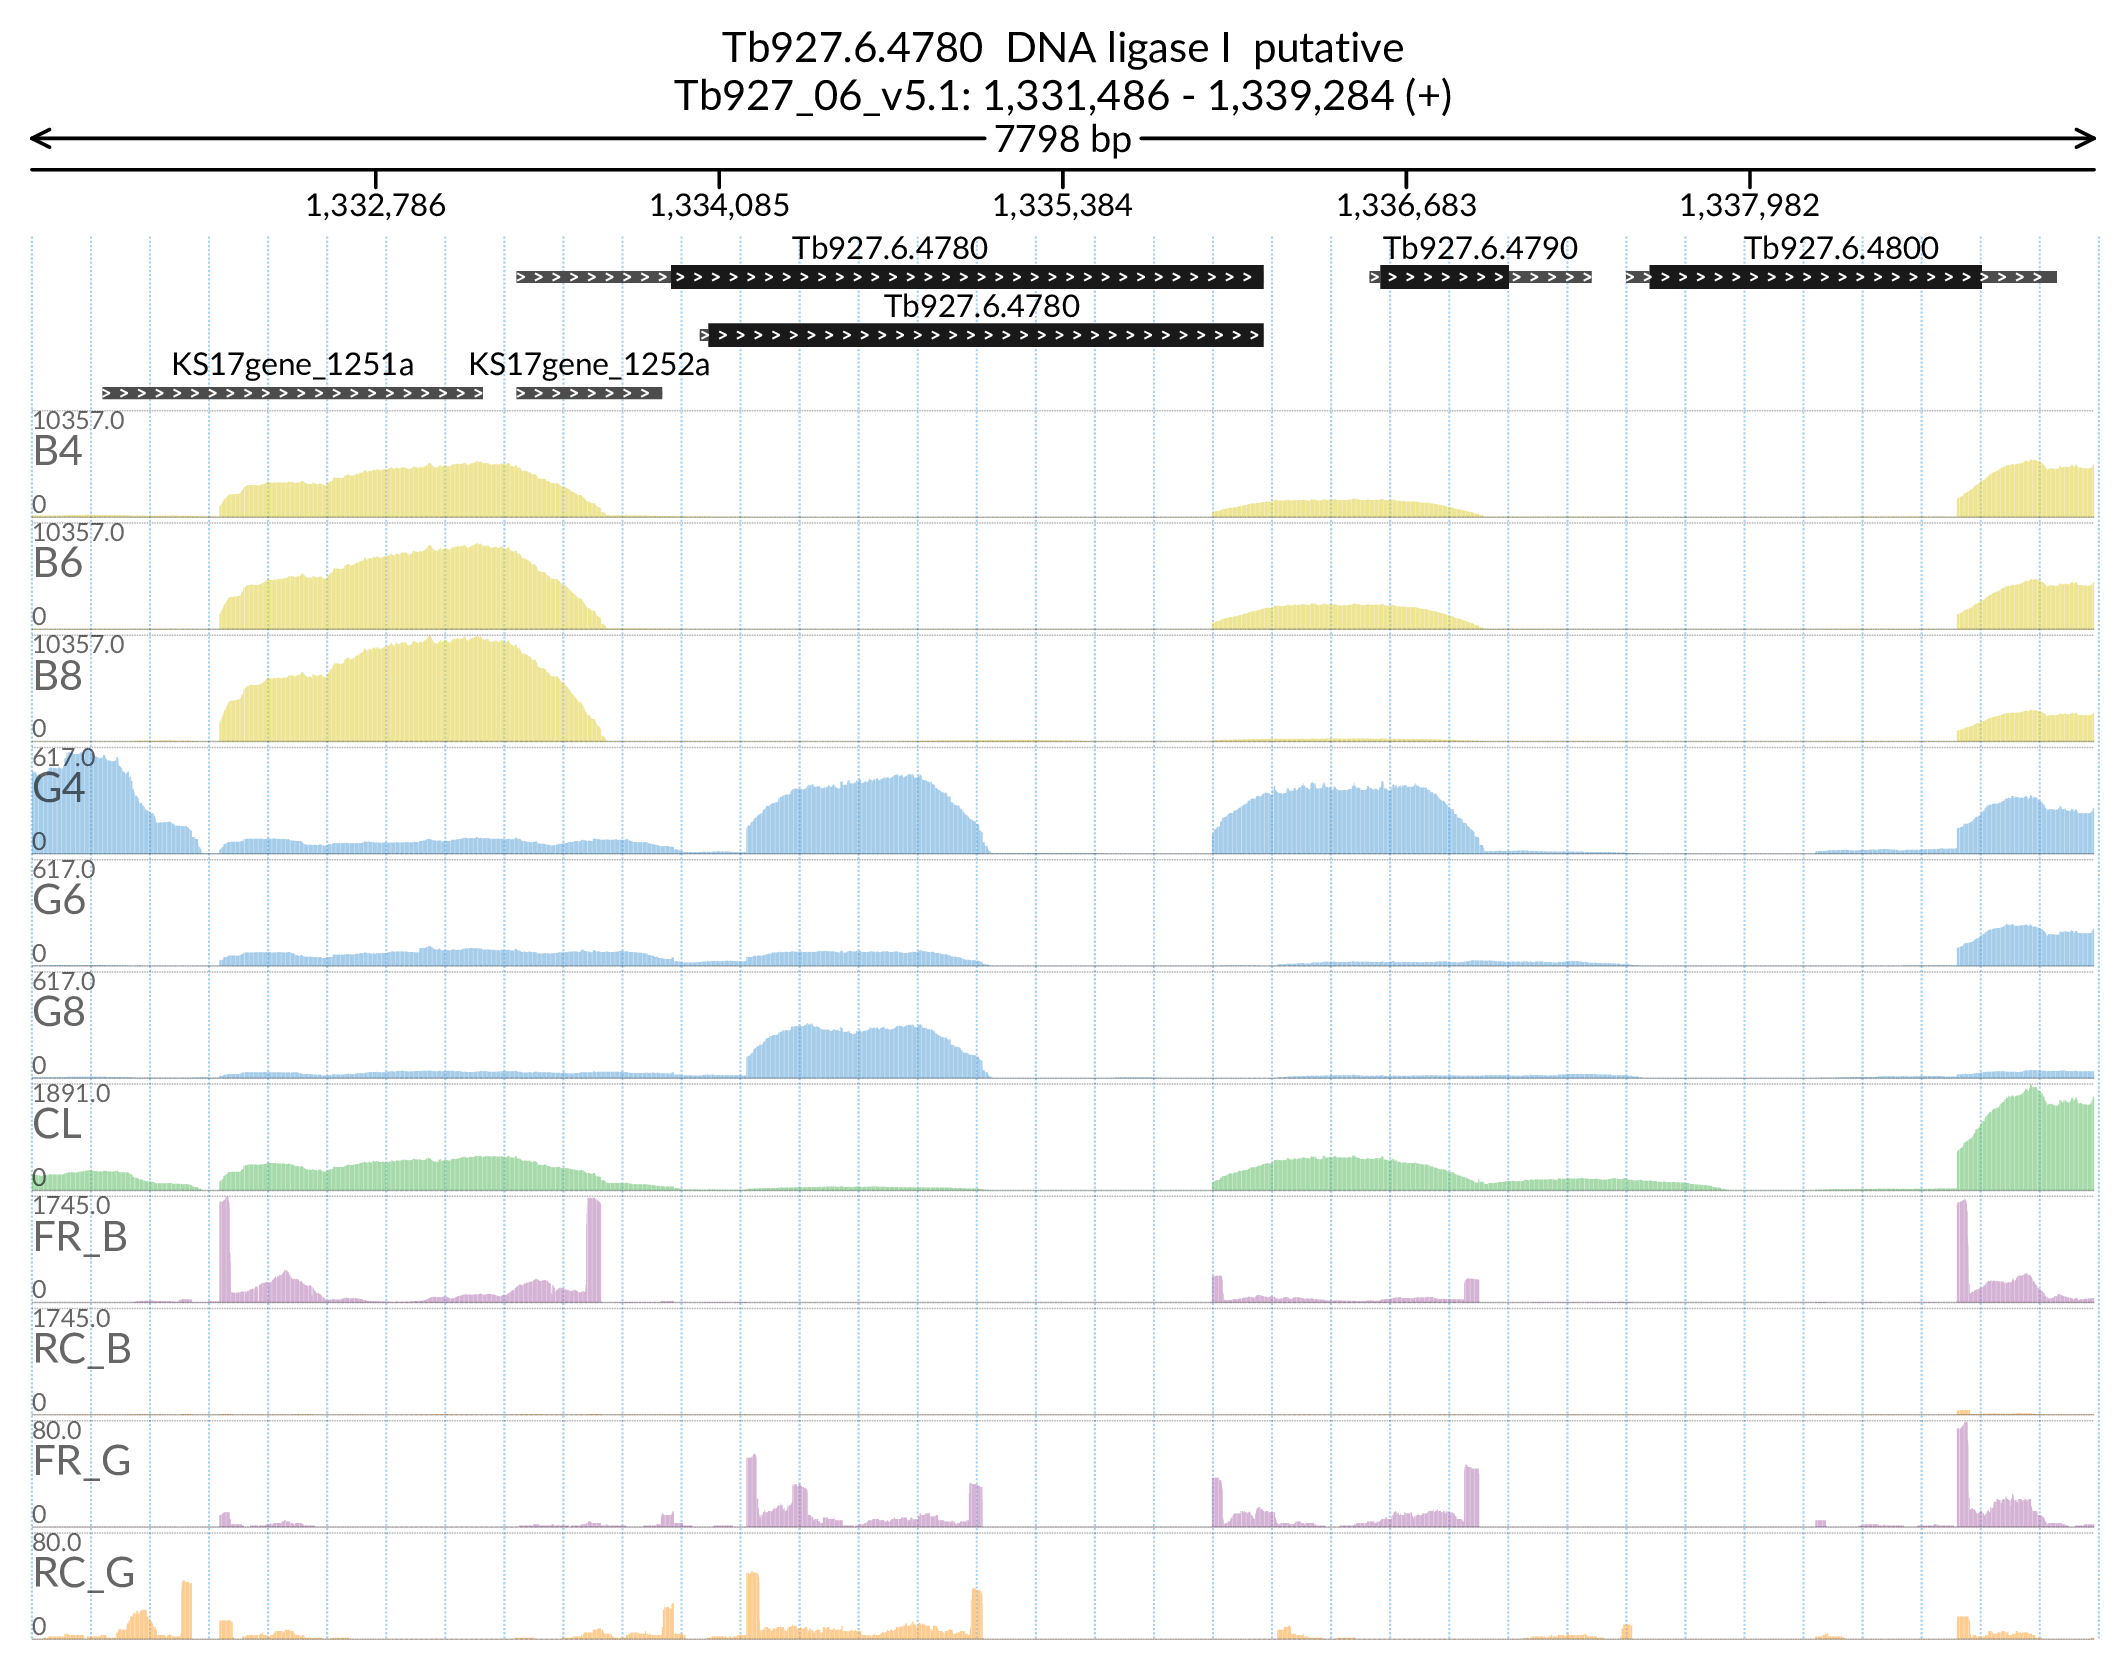 Tb927.6.4780  DNA ligase I  putative
Tb927_06_v5.1: 1,331,486 - 1,339,284 (+)
7798 bp
1,332,786 1,334,085 1,335,384 1,336,683 1,337,982
Tb927.6.4780 Tb927.6.4790 Tb927.6.4800
Tb927.6.4780
KS17gene_1251a KS17gene_1252a
10357.0
B4
0
10357.0
B6
0
10357.0
B8
0
617.0
G4
0
617.0
G6
0
617.0
G8
0
1891.0
CL
0
1745.0
FR_B
0
1745.0
RC_B
0
80.0
FR_G
0
80.0
RC_G
0